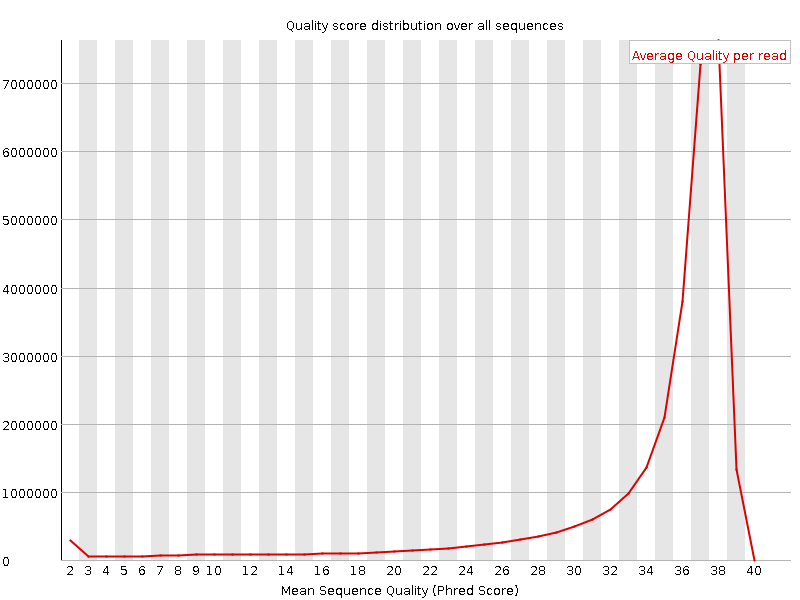 Quality score distribution over all sequences
Average Quality per read
7000000
6000000
5000000
4000000
3000000
2000000
1000000
0
2 3 4 5 6 7 8 9 10 12 14 16 18 20 22 24 26 28 30 32 34 36 38 40
Mean Sequence Quality (Phred Score)